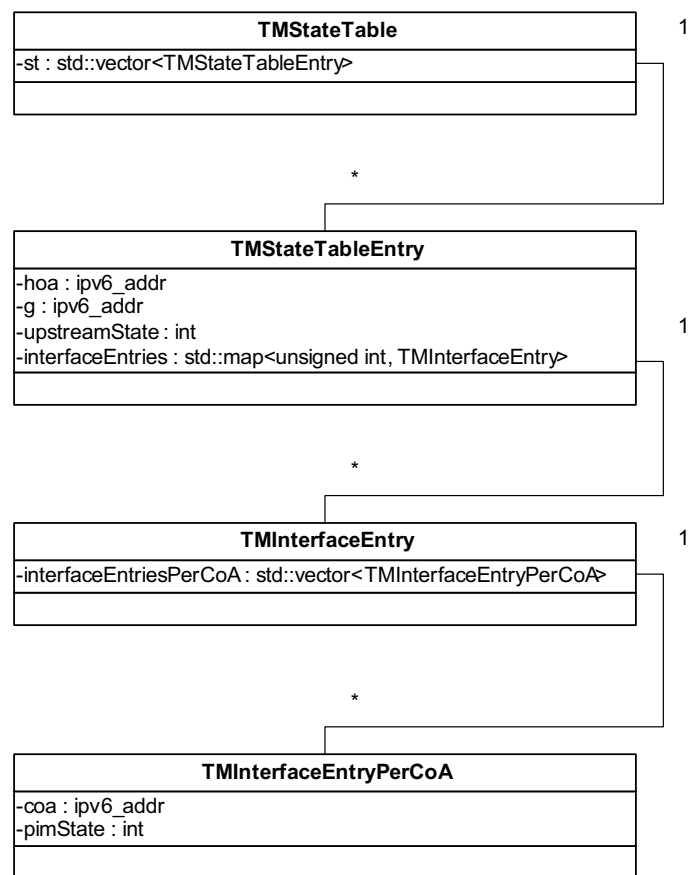 TMStateTable
1
-st : std::vector<TMStateTableEntry>
*
TMStateTableEntry
-hoa : ipv6_addr
-g : ipv6_addr
-upstreamState : int
1
-interfaceEntries : std::map<unsigned int, TMInterfaceEntry>
*
TMInterfaceEntry
1
-interfaceEntriesPerCoA : std::vector<TMInterfaceEntryPerCoA>
*
TMInterfaceEntryPerCoA
-coa : ipv6_addr
-pimState : int